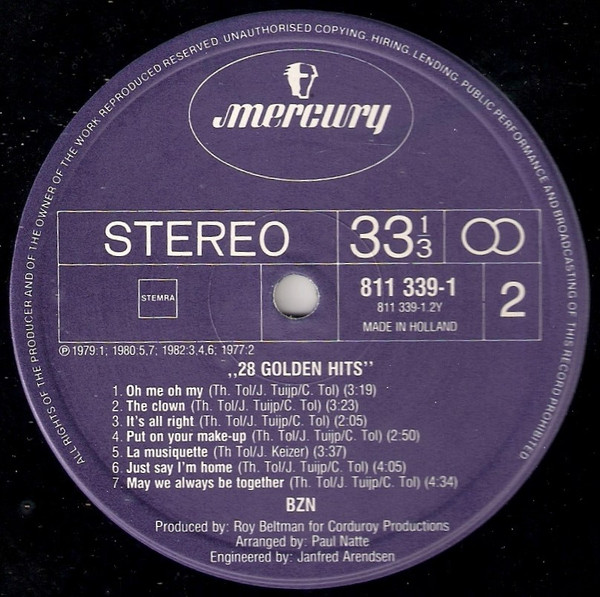 ALL RIGHTS OF THE PRODUCER AND OF THE OWNER OF THE WORK REPRODUCED RESERVED. UNAUTHORISED COPYING, HIRING, LENDING, PUBLIC PERFORMANCE AND BROADCASTING OF THIS RECORD PROHIBITED
mercury
STEREO 33 1/3
STEMRA
811 339-1
811 339-1.2Y
MADE IN HOLLAND
2
℗ 1979:1; 1980:5,7; 1982:3,4,6; 1977:2
,,28 GOLDEN HITS''
1. Oh me oh my (Th. Tol/J. Tuijp/C. Tol) (3:19)
2. The clown (Th. Tol/J. Tuijp/C. Tol) (3:23)
3. It's all right (Th. Tol/J. Tuijp/C. Tol) (2:05)
4. Put on your make-up (Th. Tol/J. Tuijp/C. Tol) (2:50)
5. La musiquette (Th Tol/J. Keizer) (3:37)
6. Just say I'm home (Th. Tol/J. Tuijp/C. Tol) (4:05)
7. May we always be together (Th. Tol/J. Tuijp/C. Tol) (4:34)
BZN
Produced by: Roy Beltman for Corduroy Productions
Arranged by: Paul Natte
Engineered by: Janfred Arendsen